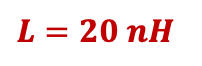 L = 20 nH